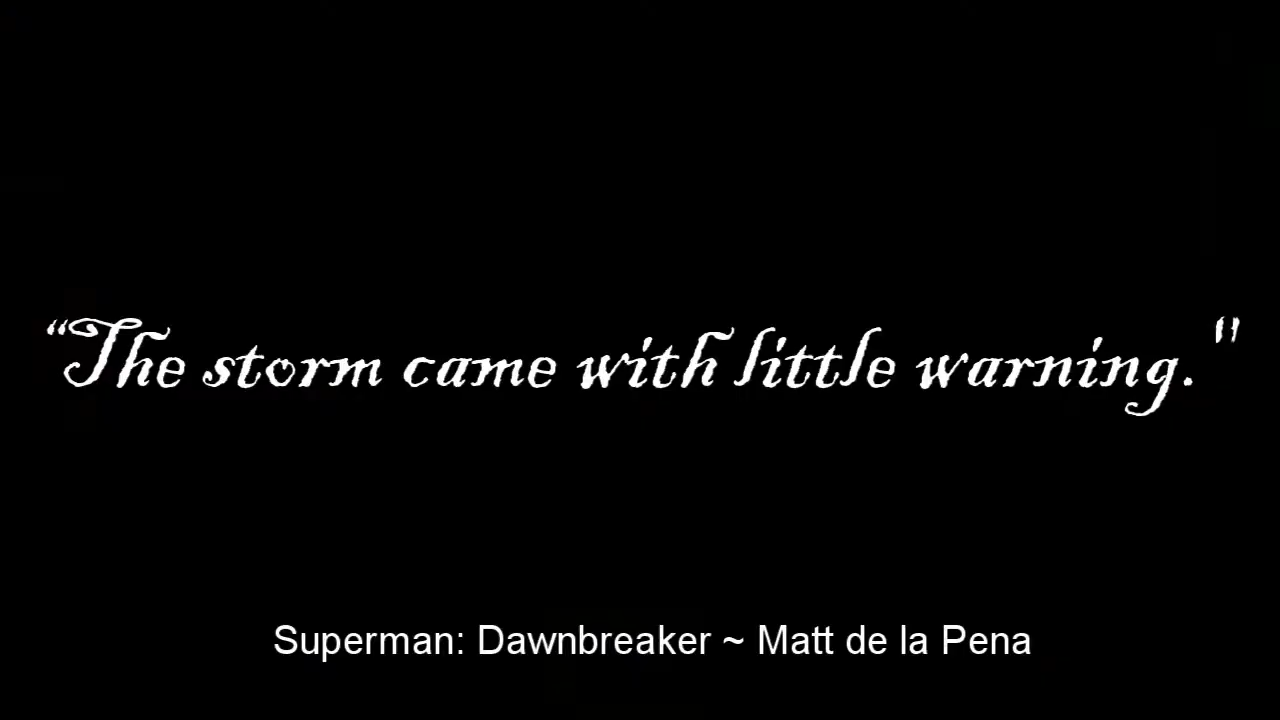 “The storm came with little warning. "
Superman: Dawnbreaker ~ Matt de la Pena